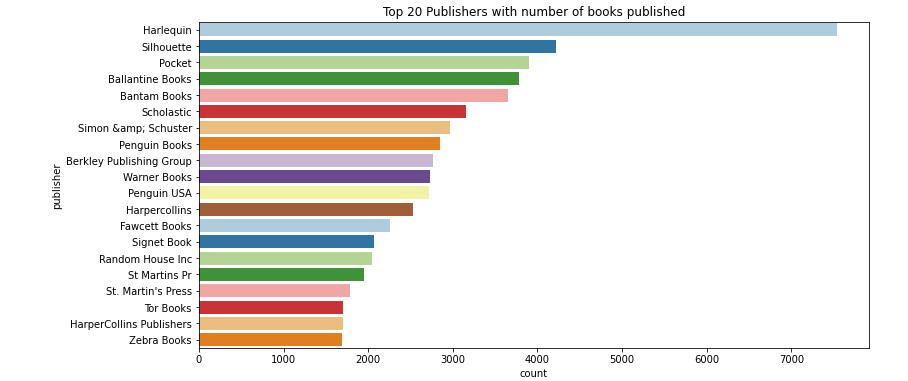 Top 20 Publishers with number of books published
Harlequin
Silhouette
Pocket
Ballantine Books
Bantam Books
Scholastic
Simon &amp; Schuster
Penguin Books
Berkley Publishing Group
Warner Books
Penguin USA
Harpercollins
Fawcett Books
Signet Book
Random House Inc
St Martins Pr
St. Martin's Press
Tor Books
HarperCollins Publishers
Zebra Books
publisher
0 1000 2000 3000 4000 5000 6000 7000
count